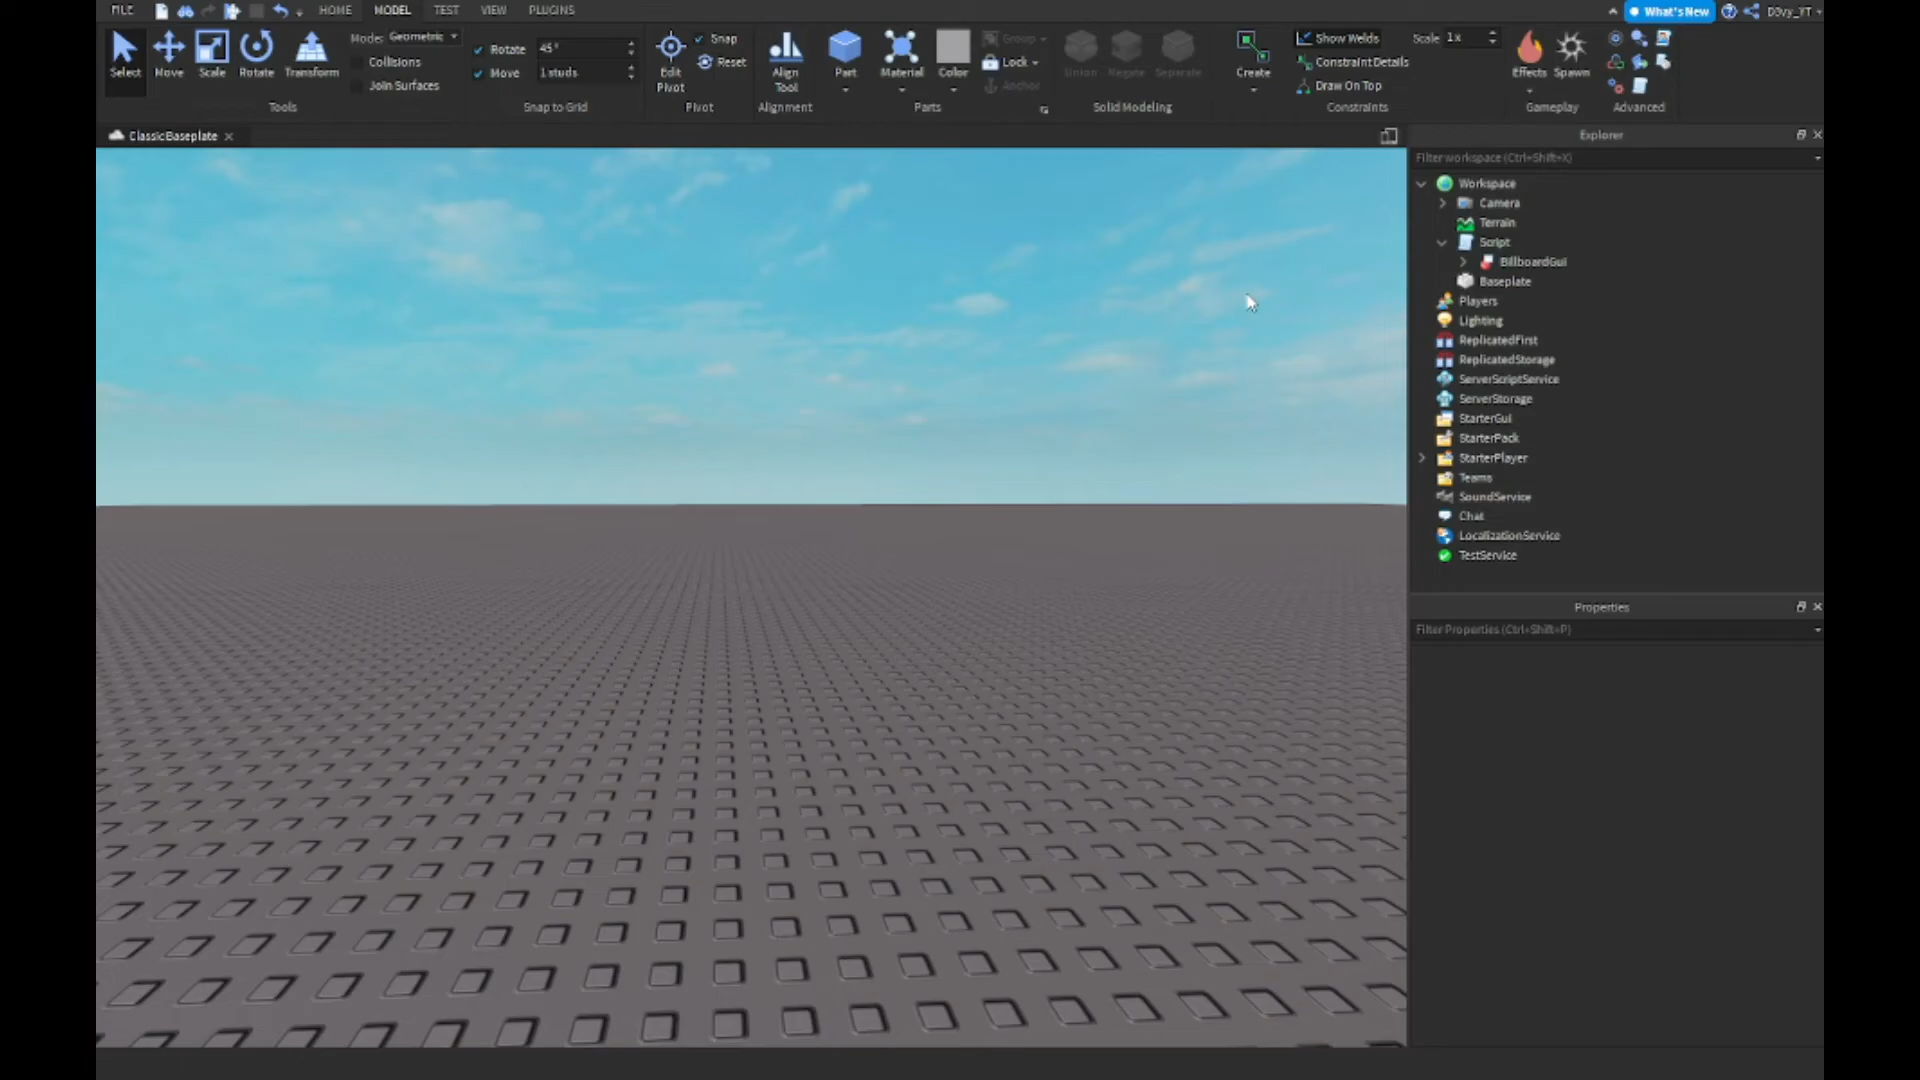 FILE HOME MODEL TEST VIEW PLUGINS What's New D3vy_YT
Select Move Scale Rotate Transform
Mode: Geometric
Collisions
Join Surfaces
Tools
Rotate 45°
Move 1 studs
Snap to Grid
Edit Pivot
Snap
Reset
Pivot
Align Tool
Alignment
Part Material Color
Group
Lock
Anchor
Parts
Union Negate Separate
Solid Modeling
Create
Show Welds
Constraint Details
Draw On Top
Scale 1x
Constraints
Effects Spawn
Gameplay
Advanced
ClassicBaseplate
Explorer
Filter workspace (Ctrl+Shift+X)
Workspace
Camera
Terrain
Script
BillboardGui
Baseplate
Players
Lighting
ReplicatedFirst
ReplicatedStorage
ServerScriptService
ServerStorage
StarterGui
StarterPack
StarterPlayer
Teams
SoundService
Chat
LocalizationService
TestService
Properties
Filter Properties (Ctrl+Shift+P)